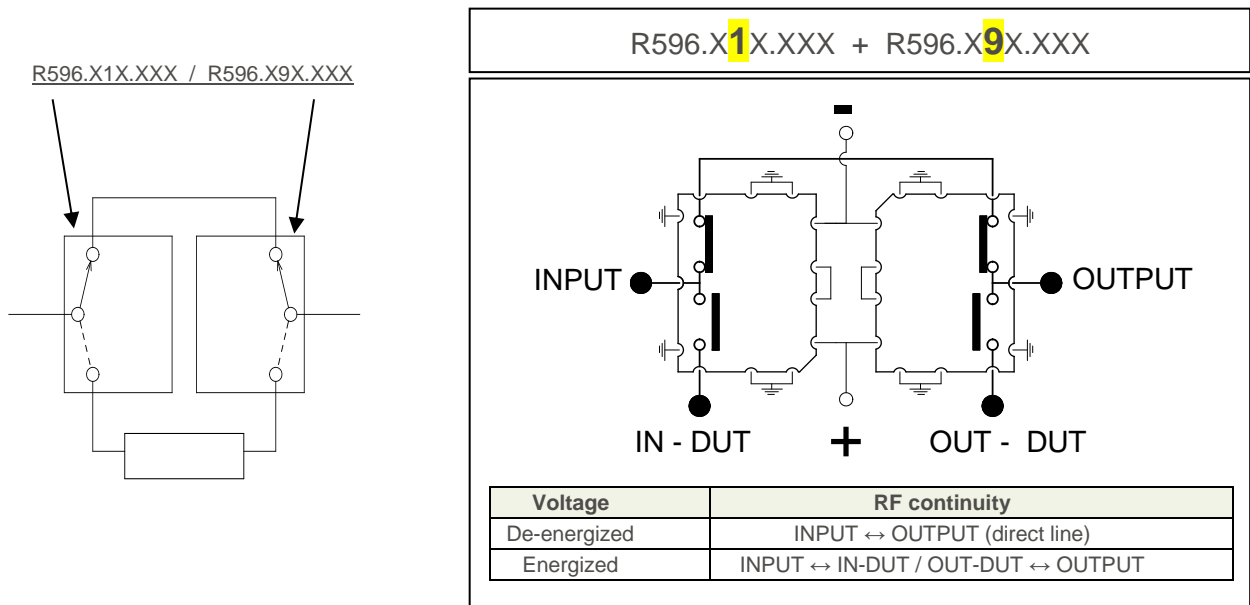 R596.X1X.XXX / R596.X9X.XXX
R596.X1X.XXX + R596.X9X.XXX
-
INPUT
OUTPUT
IN - DUT
+
OUT - DUT
Voltage RF continuity
De-energized INPUT ↔ OUTPUT (direct line)
Energized INPUT ↔ IN-DUT / OUT-DUT ↔ OUTPUT